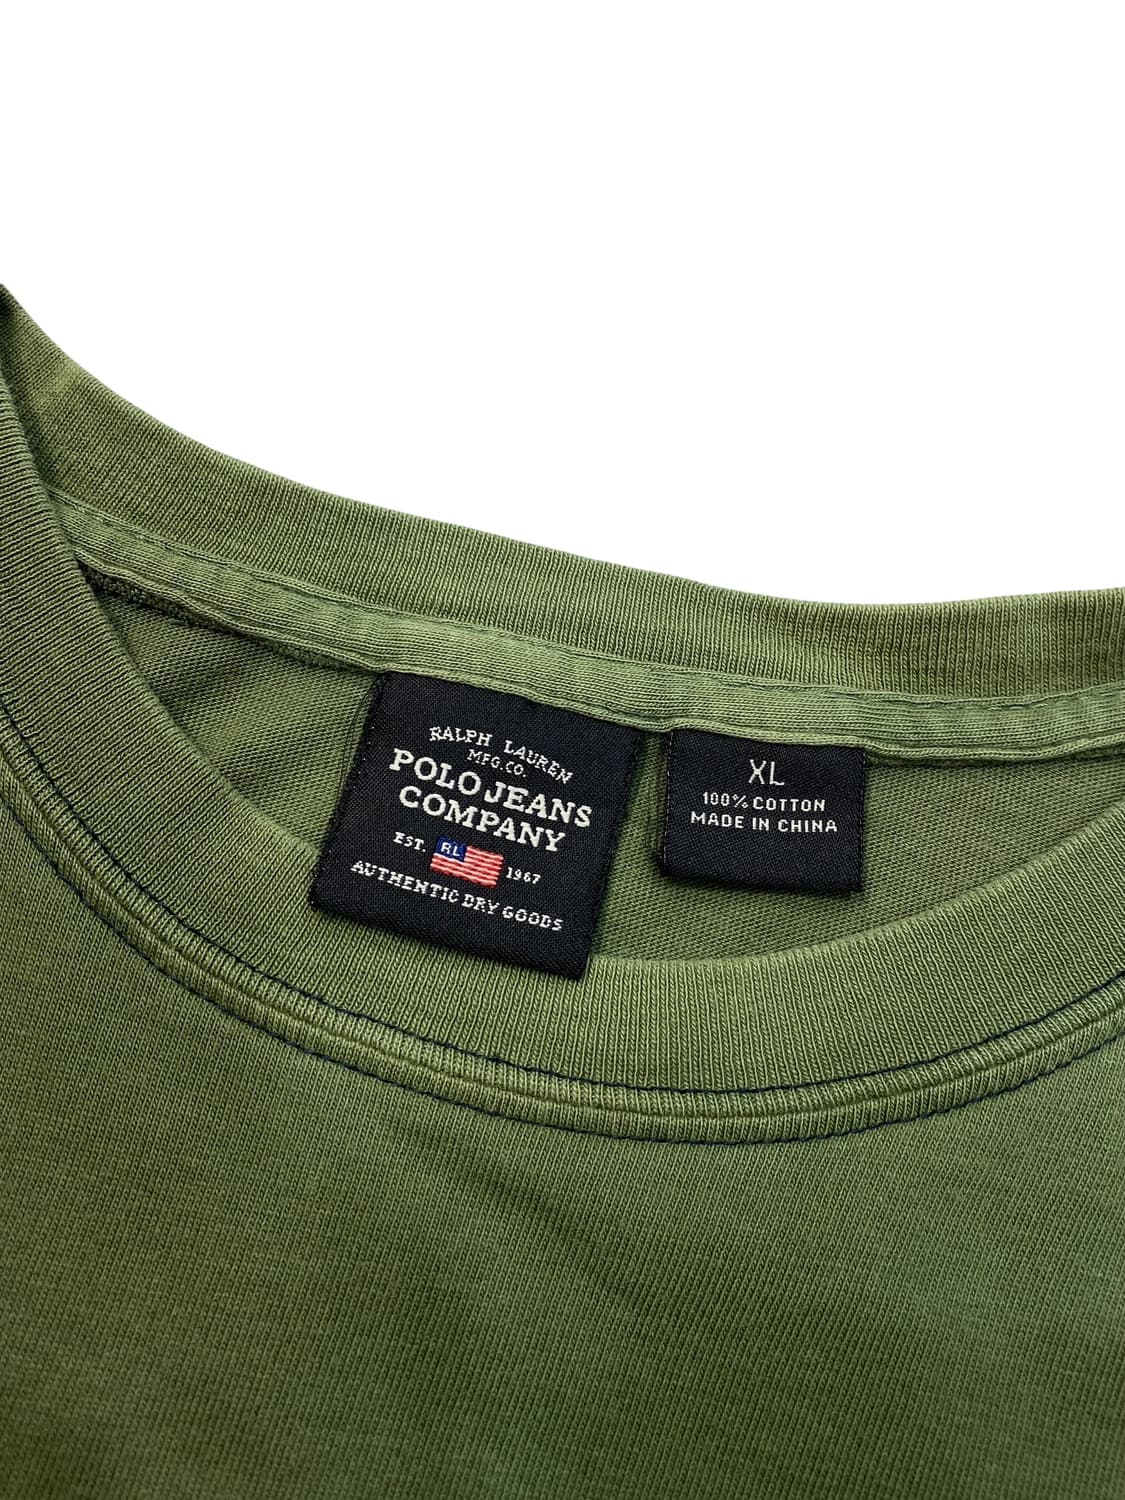 RALPH LAUREN
MFG.CO.
POLO JEANS
COMPANY
EST. RL 1967
AUTHENTIC DRY GOODS
XL
100% COTTON
MADE IN CHINA